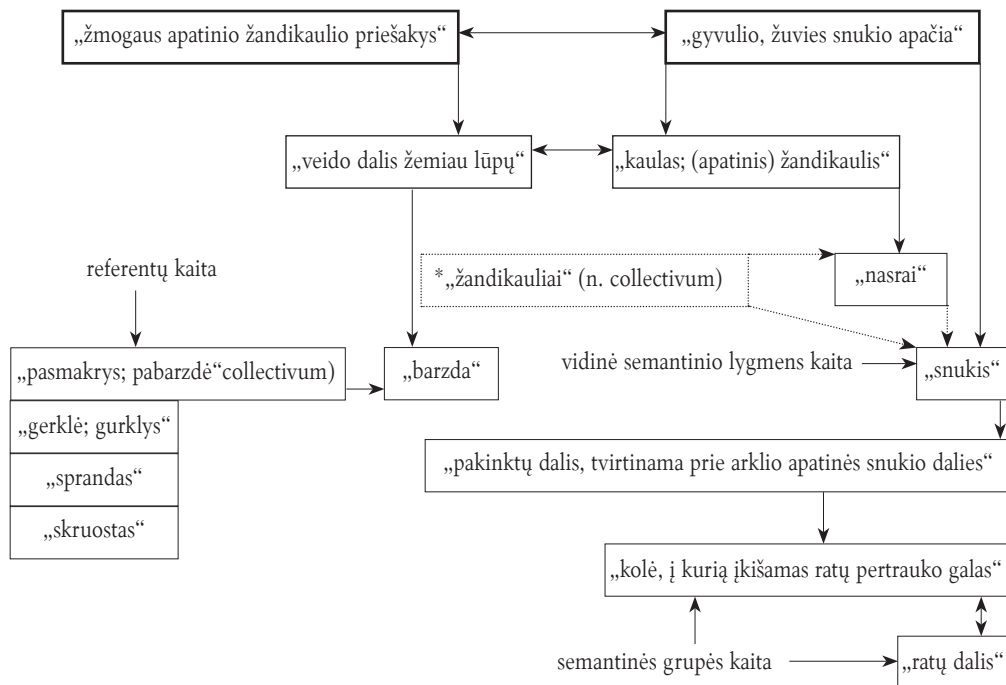 „žmogaus apatinio žandikaulio priešakys“
„gyvulio, žuvies snukio apačia“
„veido dalis žemiau lūpų“
„kaulas; (apatinis) žandikaulis“
referentų kaita
*„žandikauliai“ (n. collectivum)
„nasrai“
„pasmakrys; pabarzdė“collectivum)
„barzda“
vidinė semantinio lygmens kaita
„snukis“
„gerklė; gurklys“
„sprandas“
„skruostas“
„pakinktų dalis, tvirtinama prie arklio apatinės snukio dalies“
„kolė, į kurią įkišamas ratų pertrauko galas“
semantinės grupės kaita
„ratų dalis“